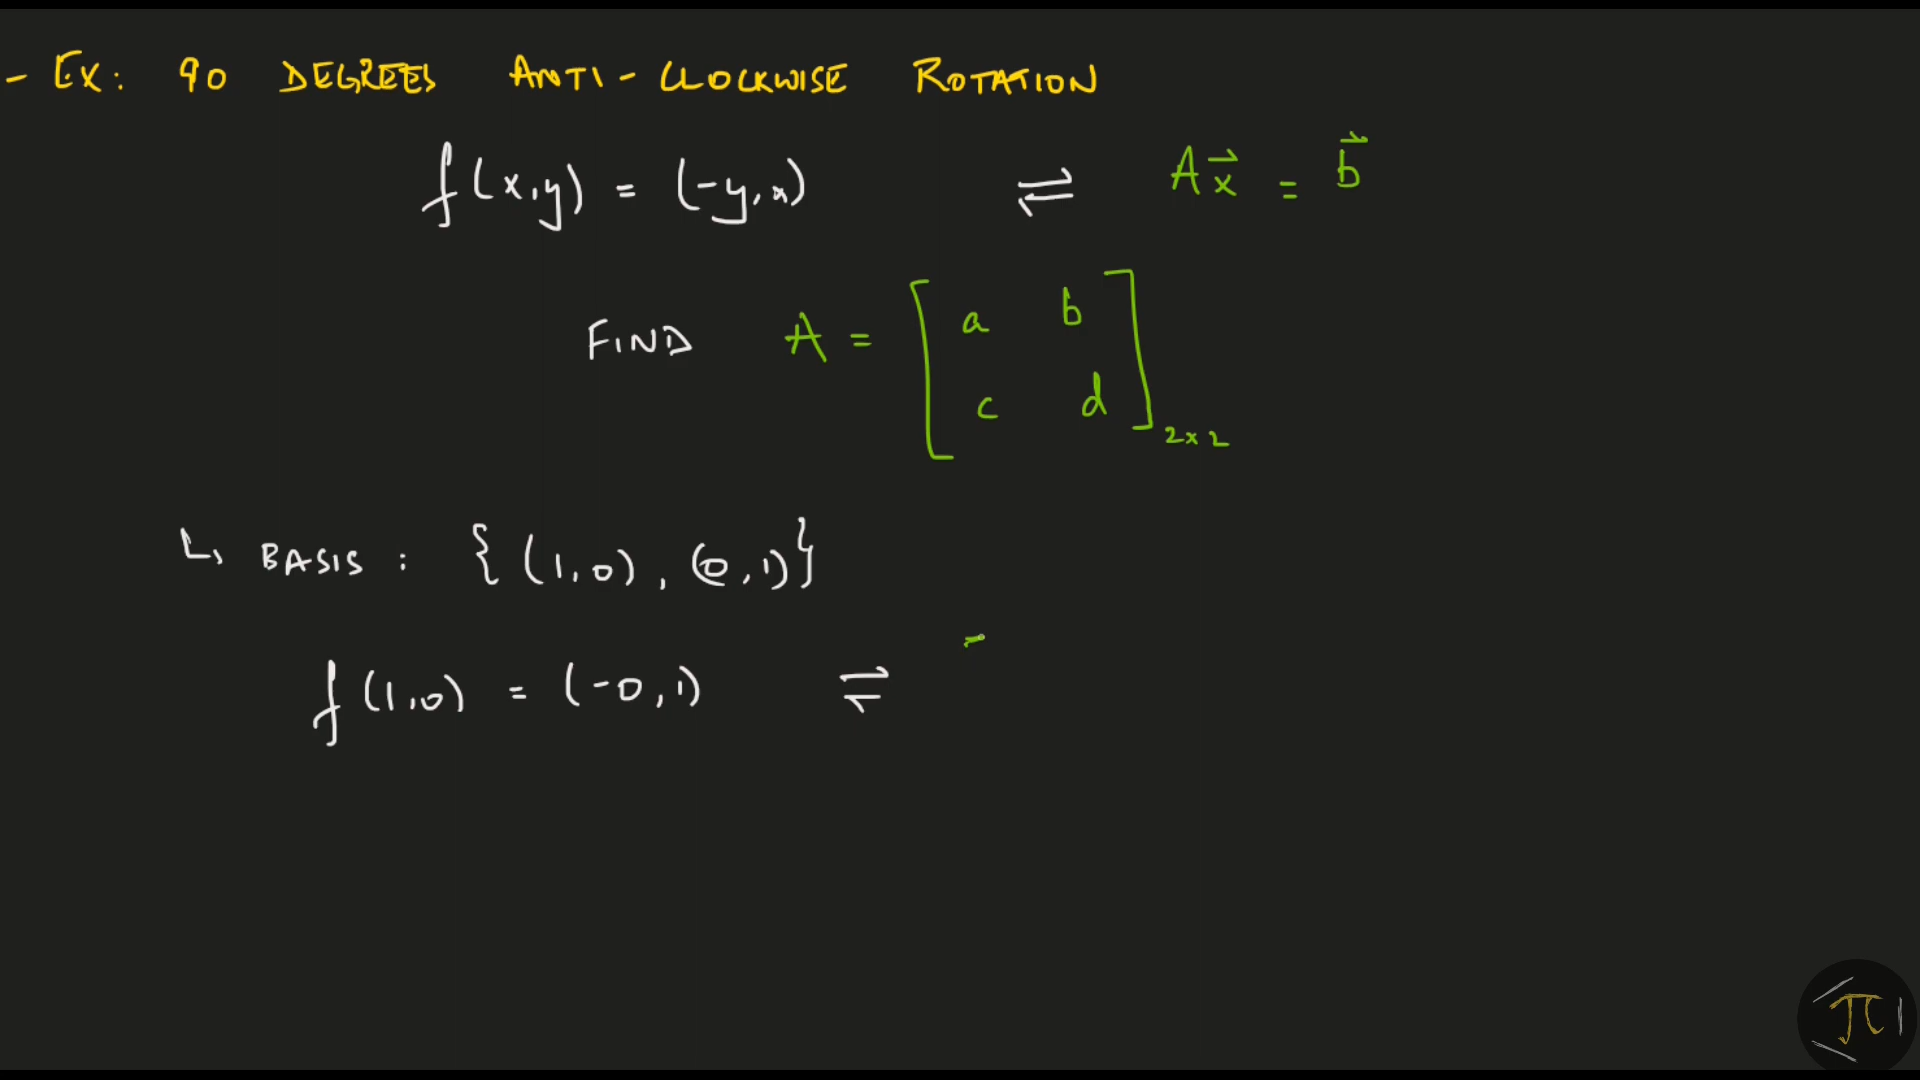 - EX: 90 DEGREES ANTI-CLOCKWISE ROTATION
f(x,y) = (-y,x) ⇌ Ax⃗ = b⃗
FIND A = [ a b
c d ]2x2
↳ BASIS : { (1,0), (0,1) }
f(1,0) = (-0,1) ⇌
π